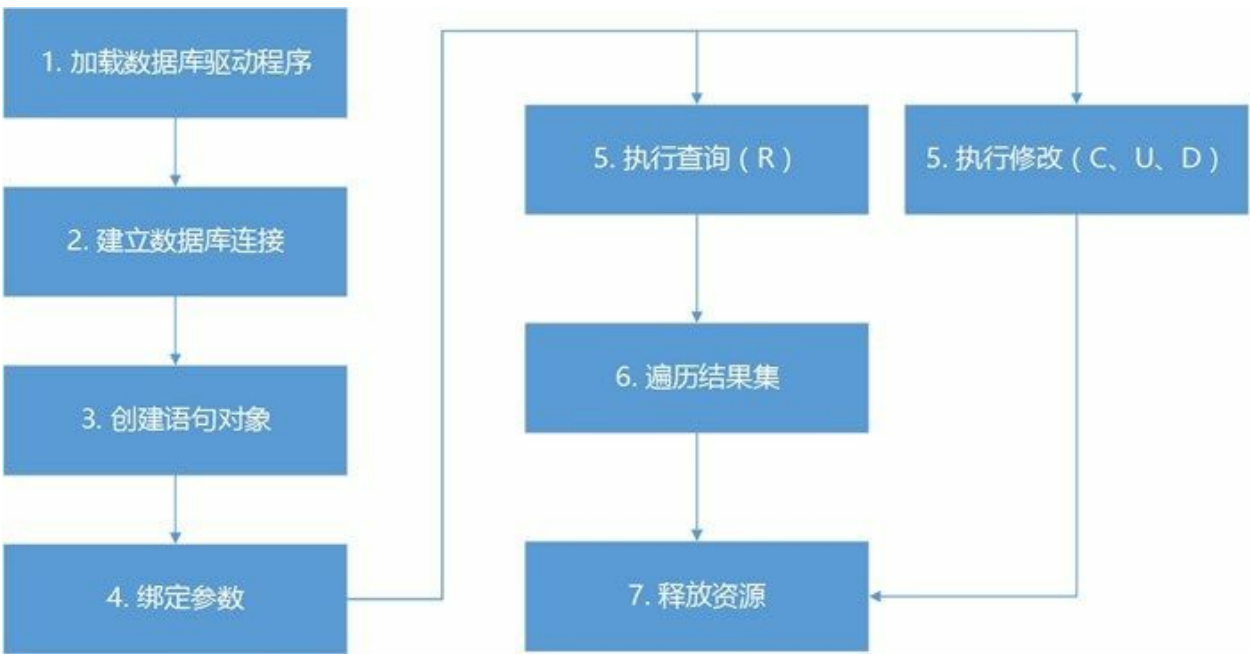 1. 加载数据库驱动程序
2. 建立数据库连接
3. 创建语句对象
4. 绑定参数
5. 执行查询（R）
5. 执行修改（C、U、D）
6. 遍历结果集
7. 释放资源